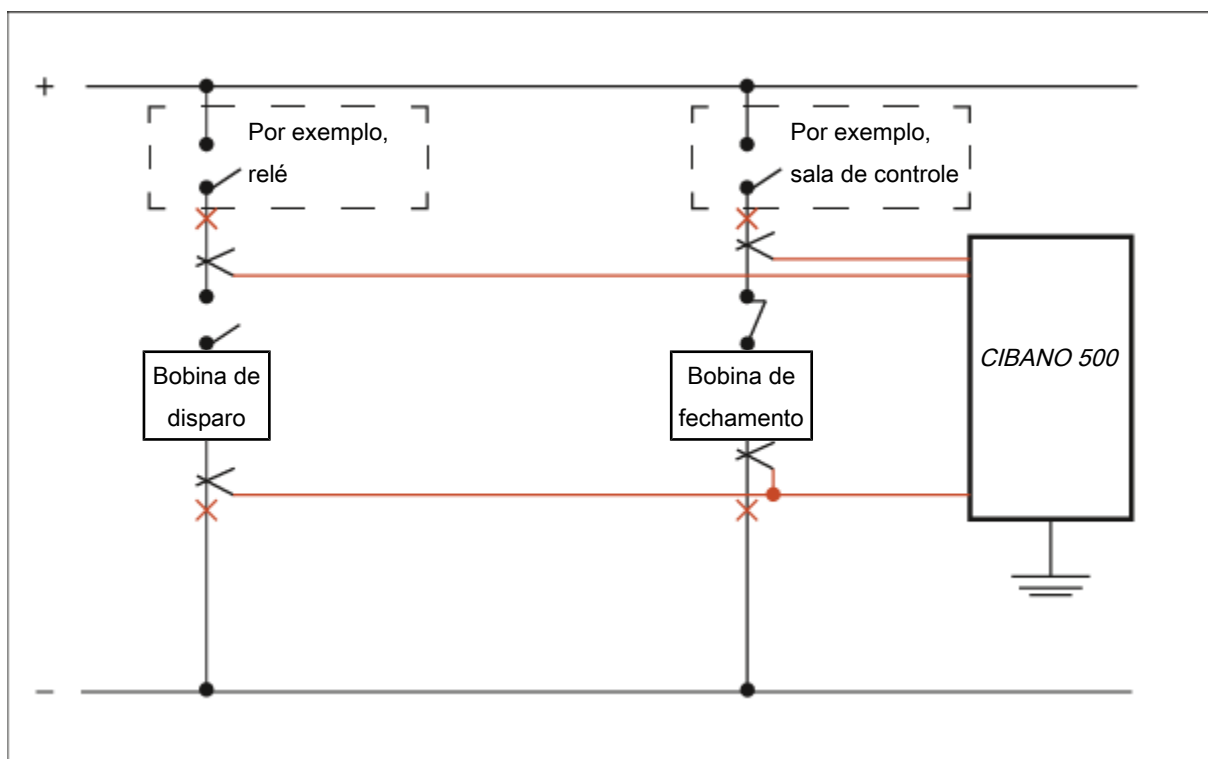 +
Por exemplo,
relé
Por exemplo,
sala de controle
CIBANO 500
Bobina de
disparo
Bobina de
fechamento
–